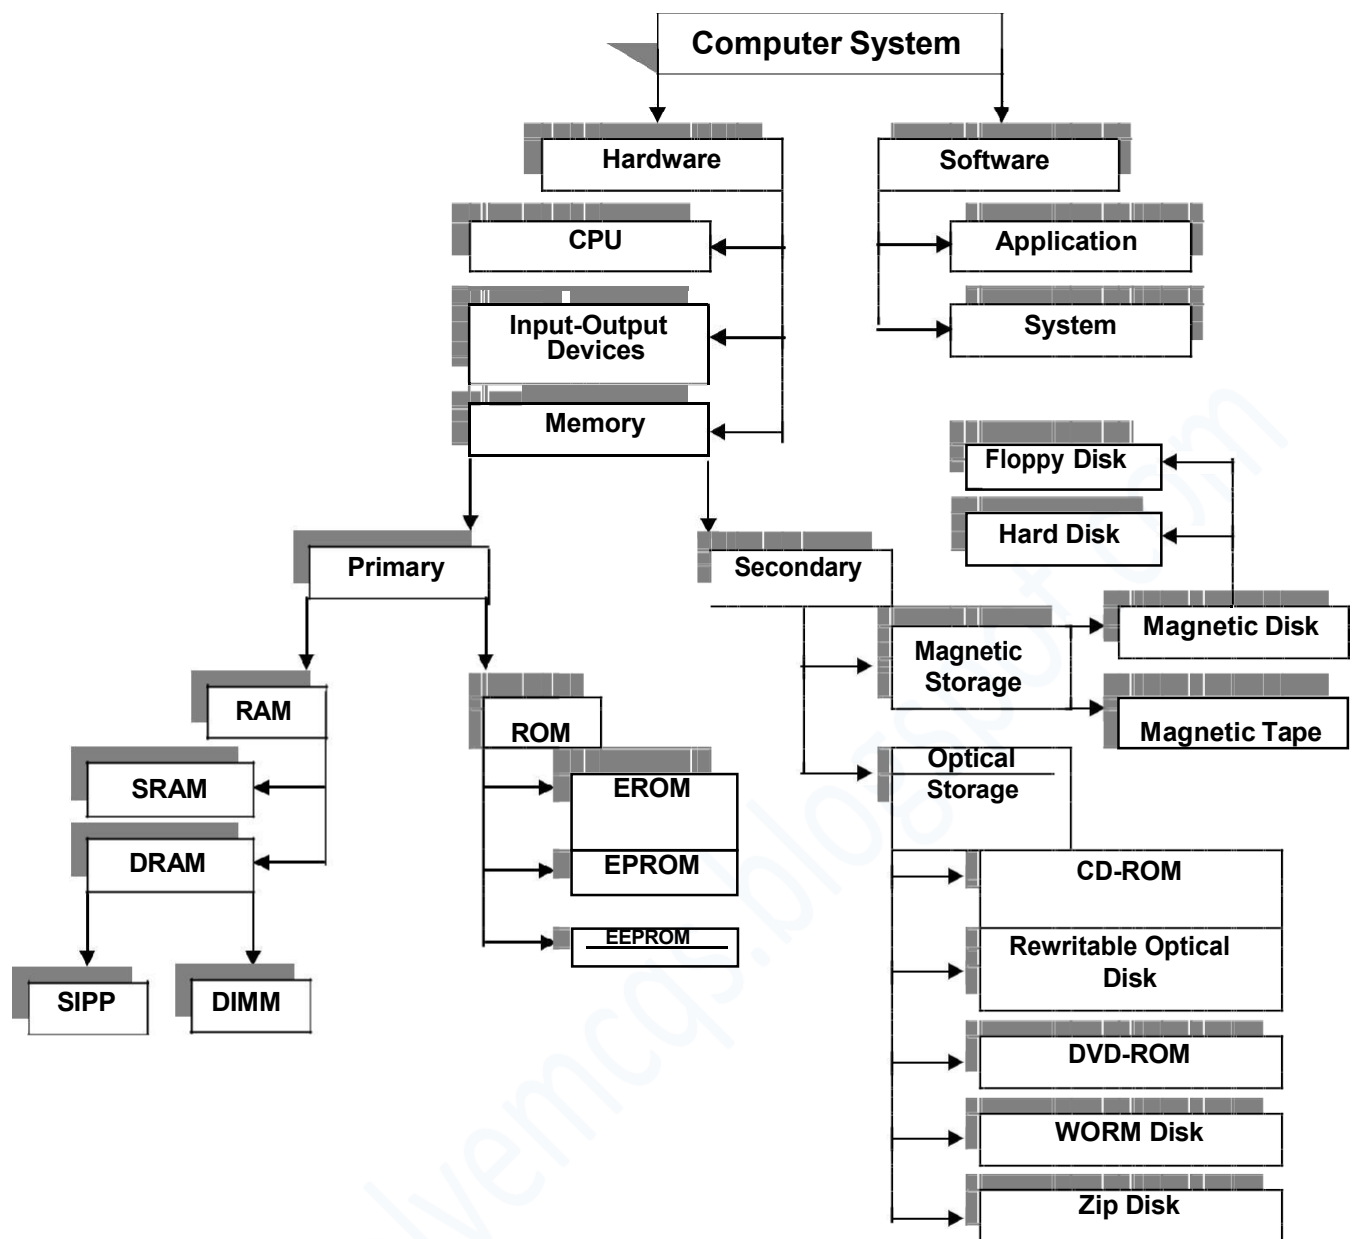 Computer System
Hardware
Software
CPU
Application
Input-Output
Devices
System
Memory
Floppy Disk
Hard Disk
Primary
Secondary
Magnetic Disk
Magnetic
Storage
RAM
ROM
Magnetic Tape
Optical
Storage
SRAM
EROM
DRAM
EPROM
CD-ROM
EEPROM
Rewritable Optical
Disk
SIPP
DIMM
DVD-ROM
WORM Disk
Zip Disk